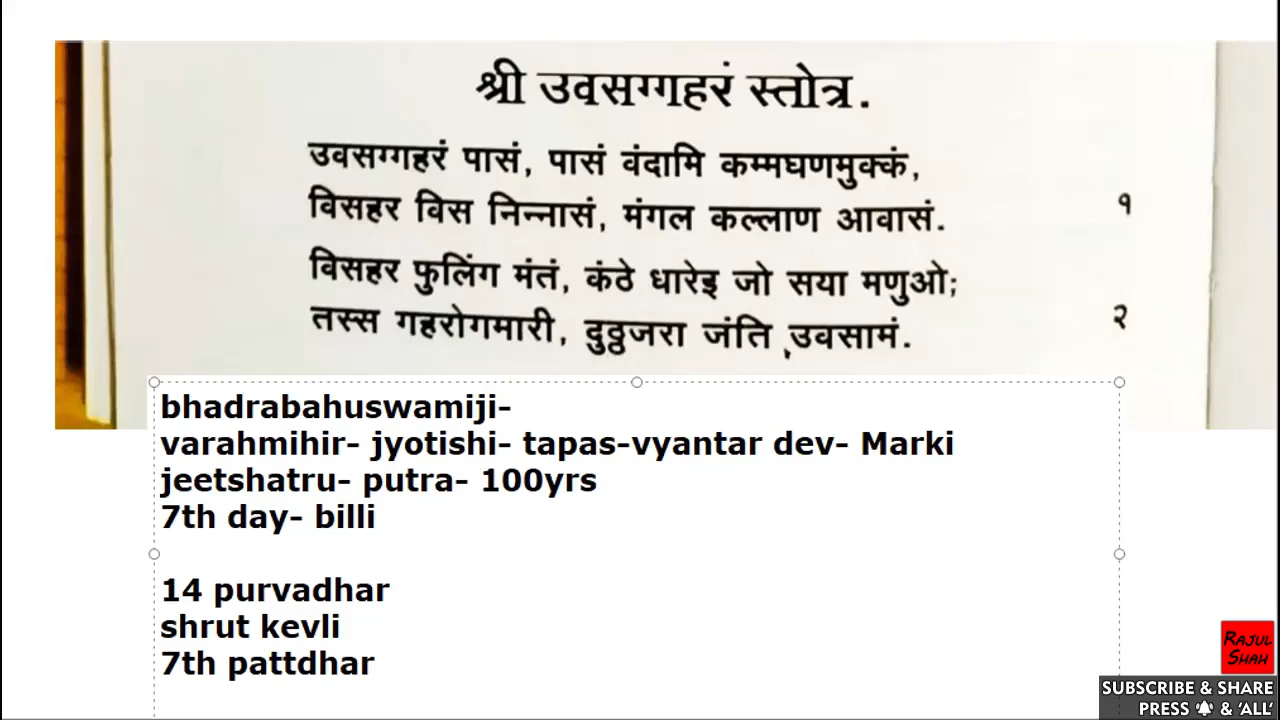 श्री उवसग्गहरं स्तोत्र.
उवसग्गहरं पासं, पासं वंदामि कम्मघणमुक्कं,
विसहर विस निन्नासं, मंगल कल्लाण आवासं. १
विसहर फुलिंग मंतं, कंठे धारेइ जो सया मणुओ;
तस्स गहरोगमारी, दुठ्ठजरा जंति उवसामं. २
bhadrabahuswamiji-
varahmihir- jyotishi- tapas-vyantar dev- Marki
jeetshatru- putra- 100yrs
7th day- billi
14 purvadhar
shrut kevli
7th pattdhar
RAJUL
SHAH
SUBSCRIBE & SHARE
PRESS 🔔 & 'ALL'